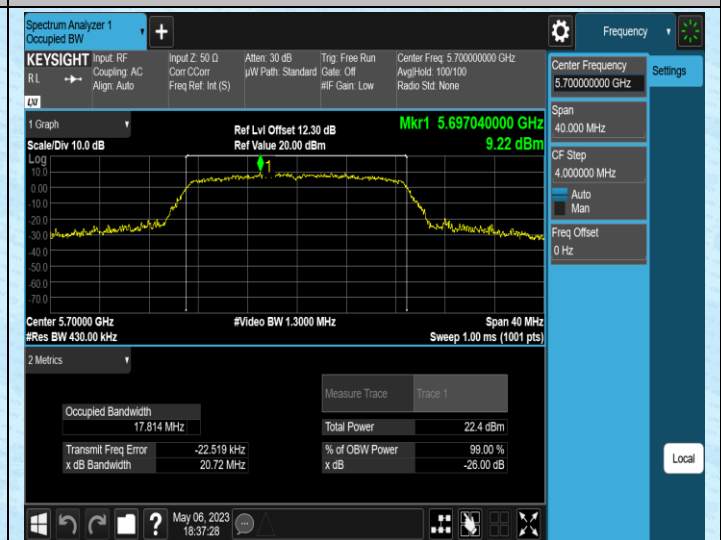 Spectrum Analyzer 1
Occupied BW
Frequency
KEYSIGHT
R L
LXI
Input: RF
Coupling: AC
Align: Auto
Input Z: 50 Ω
Corr CCorr
Freq Ref: Int (S)
Atten: 30 dB
µW Path: Standard
Trig: Free Run
Gate: Off
#IF Gain: Low
Center Freq: 5.700000000 GHz
Avg|Hold: 100/100
Radio Std: None
Center Frequency
5.700000000 GHz
Settings
Span
40.000 MHz
CF Step
4.000000 MHz
Auto
Man
Freq Offset
0 Hz
Local
1 Graph
Scale/Div 10.0 dB
Ref Lvl Offset 12.30 dB
Ref Value 20.00 dBm
Mkr1 5.697040000 GHz
9.22 dBm
Log
10.0
0.00
-10.0
-20.0
-30.0
-40.0
-50.0
-60.0
-70.0
1
Center 5.70000 GHz
#Video BW 1.3000 MHz
Span 40 MHz
#Res BW 430.00 kHz
Sweep 1.00 ms (1001 pts)
2 Metrics
Measure Trace
Trace 1
Occupied Bandwidth
17.814 MHz
Total Power
22.4 dBm
Transmit Freq Error
-22.519 kHz
% of OBW Power
99.00 %
x dB Bandwidth
20.72 MHz
x dB
-26.00 dB
?
May 06, 2023
18:37:28